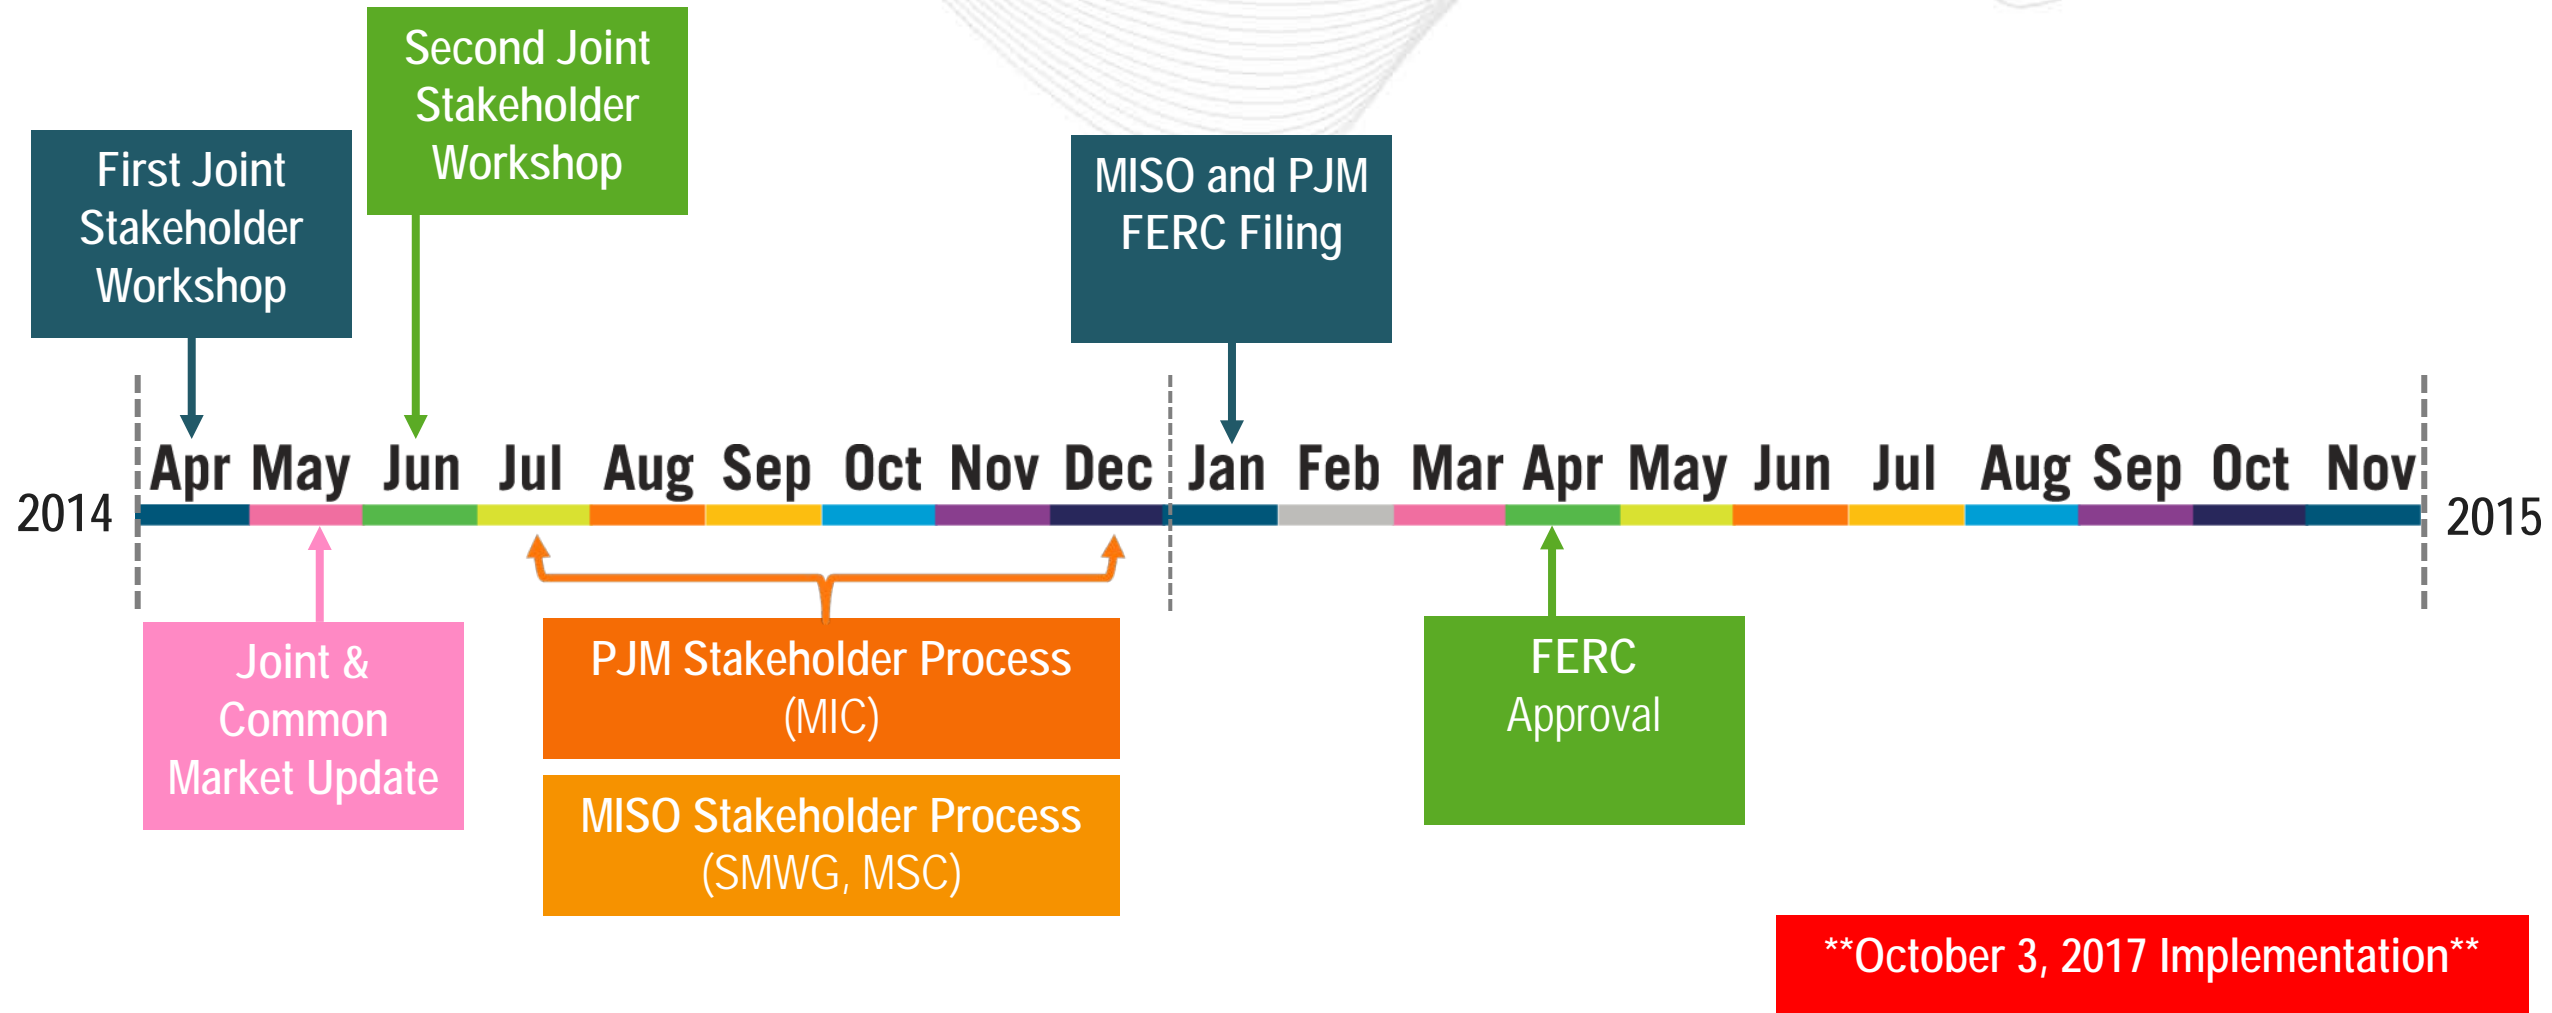 Second Joint
Stakeholder
Workshop
First Joint
Stakeholder
Workshop
MISO and PJM
FERC Filing
Apr May Jun Jul Aug Sep Oct Nov Dec Jan Feb Mar Apr May Jun Jul Aug Sep Oct Nov
2014
2015
Joint &
Common
Market Update
PJM Stakeholder Process
(MIC)
MISO Stakeholder Process
(SMWG, MSC)
FERC
Approval
**October 3, 2017 Implementation**